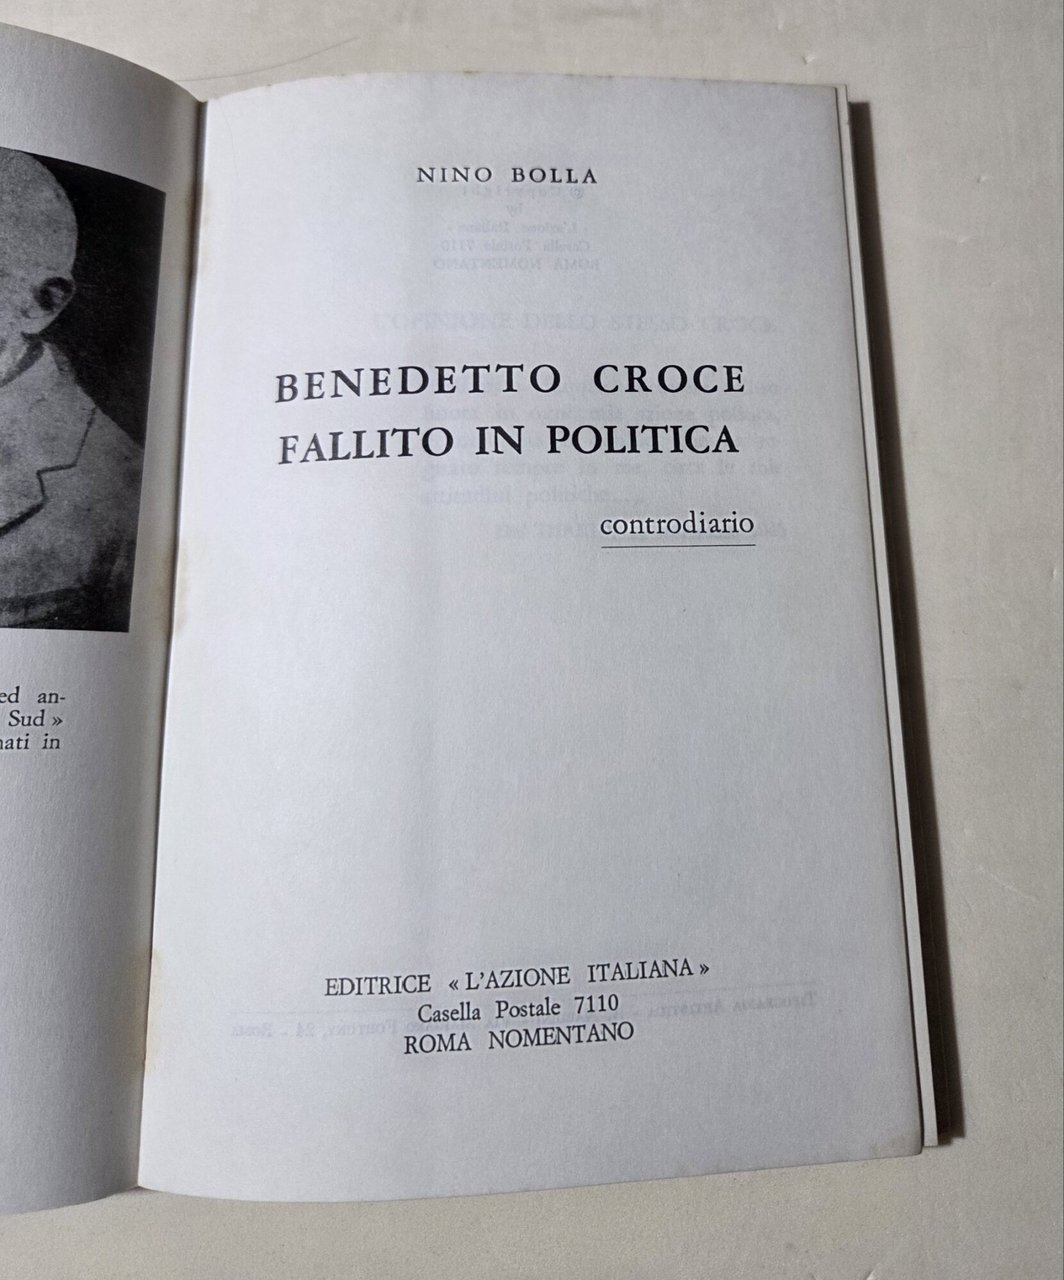 ed an-
Sud »
nati in
NINO BOLLA
BENEDETTO CROCE
FALLITO IN POLITICA
controdiario
EDITRICE « L'AZIONE ITALIANA »
Casella Postale 7110
ROMA NOMENTANO